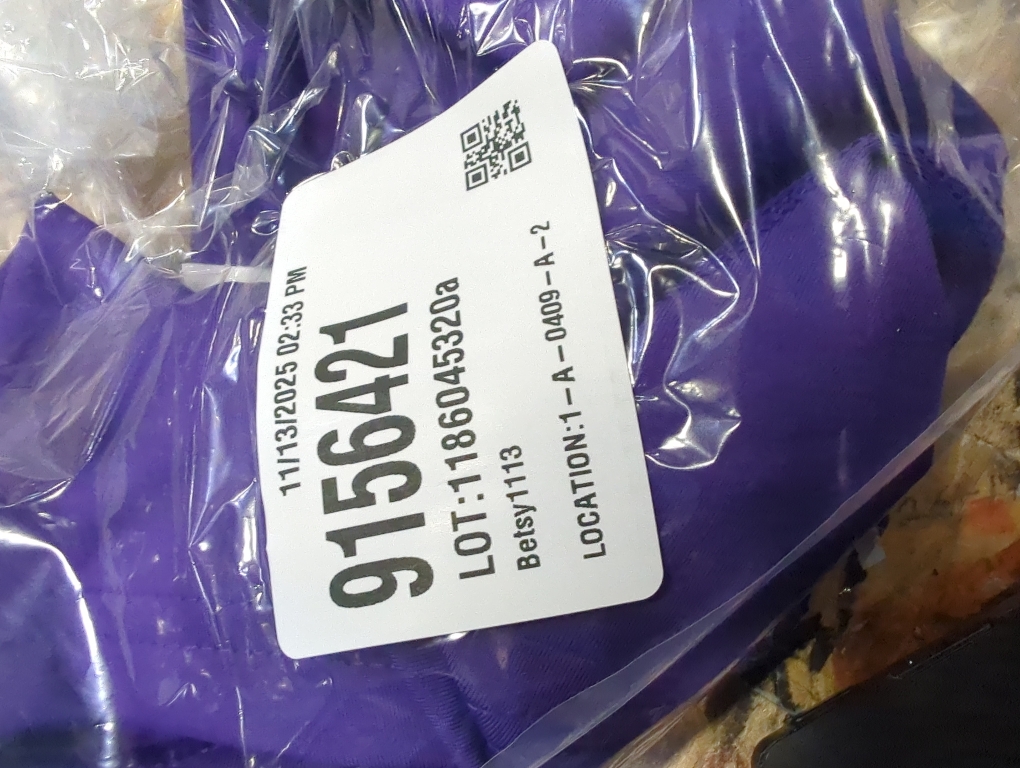 11/13/2025 02:33 PM
9156421
LOT:1186045320a
Betsy1113
LOCATION:1-A-0409-A-2